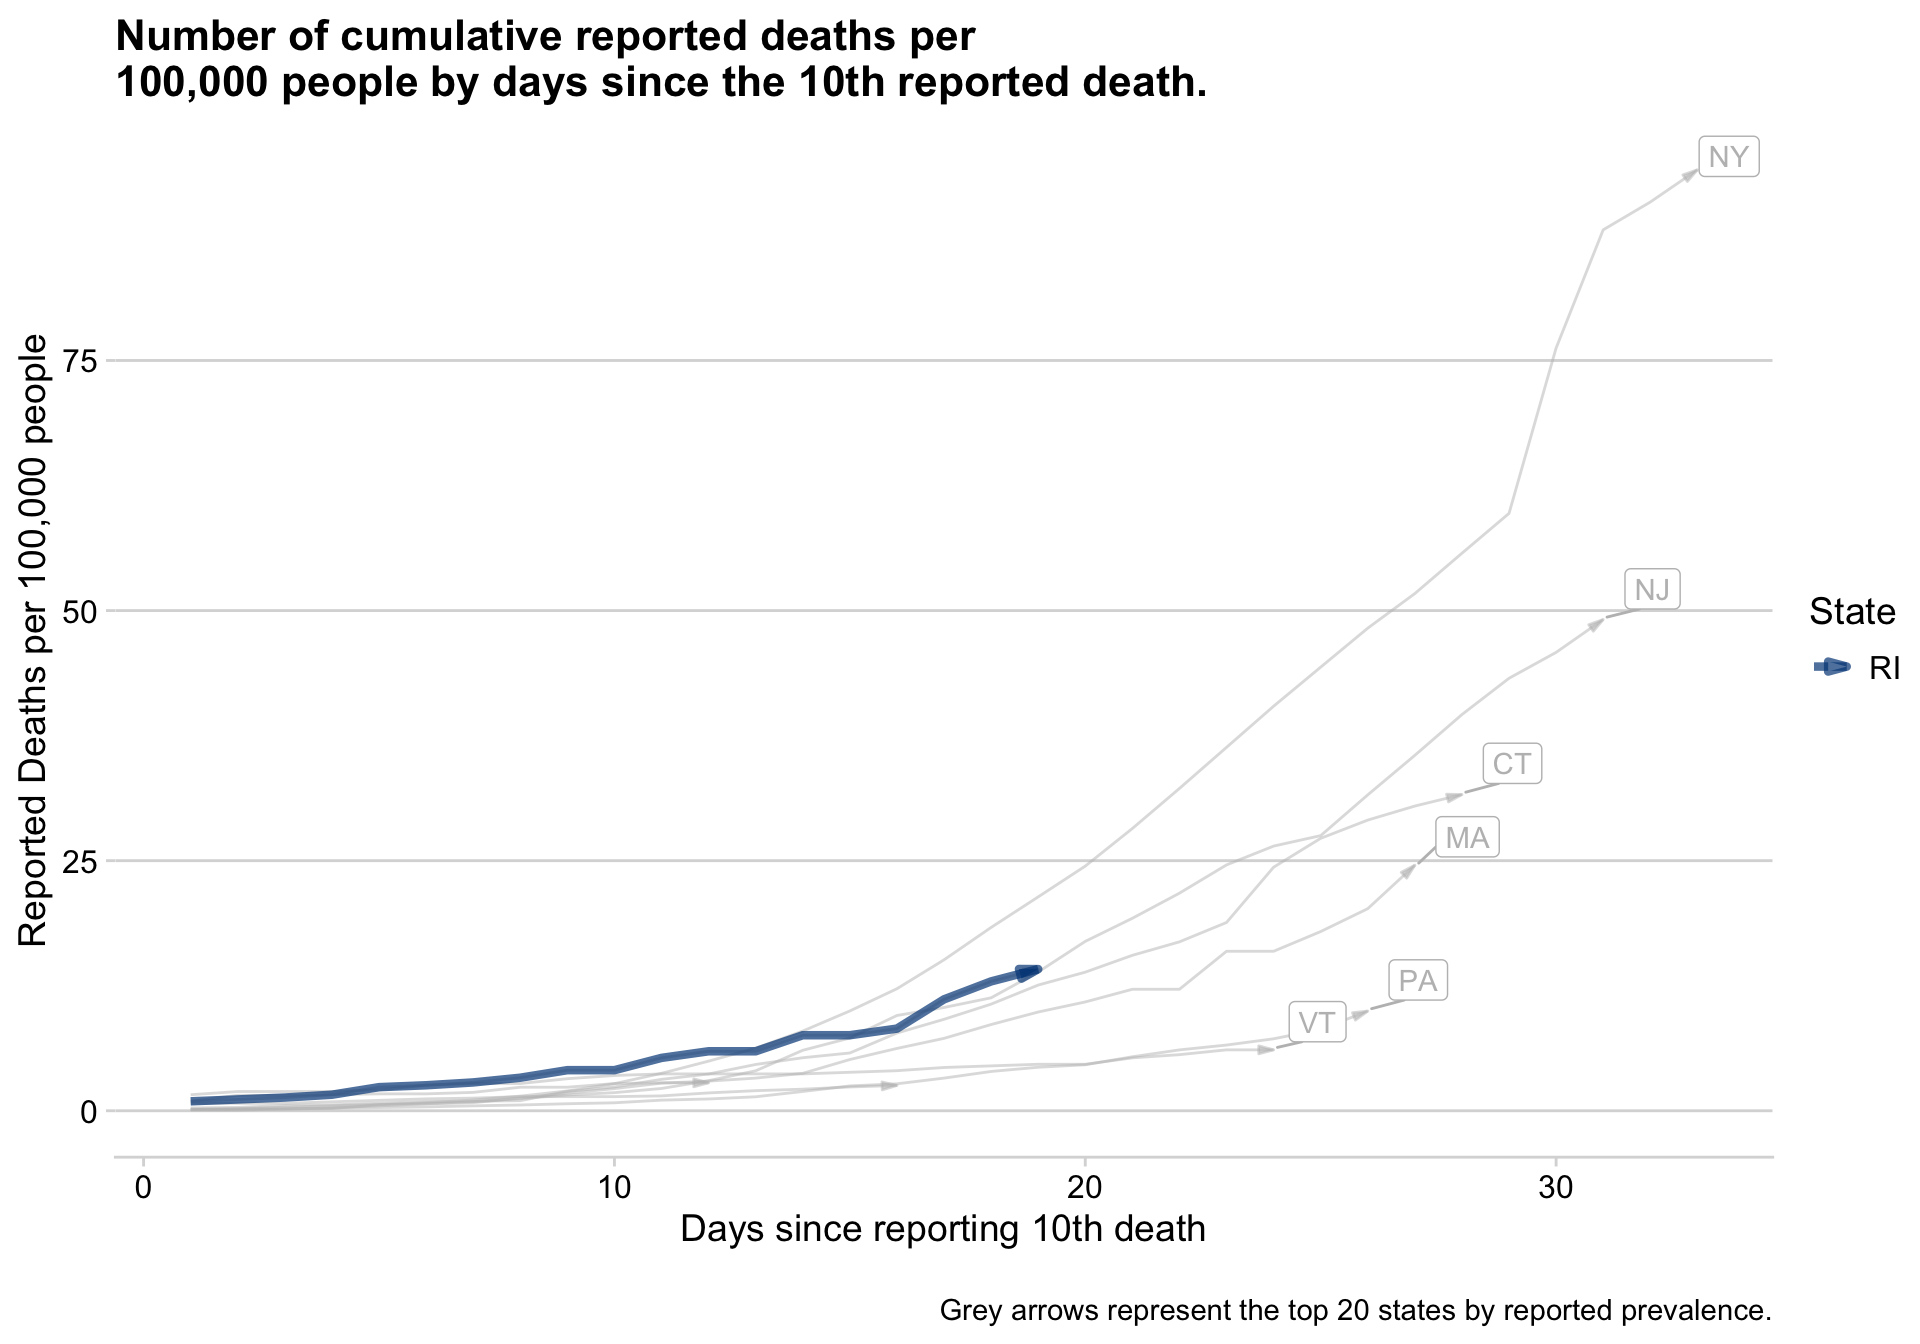 Number of cumulative reported deaths per
100,000 people by days since the 10th reported death.
Reported Deaths per 100,000 people
75
50
25
0
NY
NJ
CT
MA
PA
VT
State
RI
0
10
20
30
Days since reporting 10th death
Grey arrows represent the top 20 states by reported prevalence.